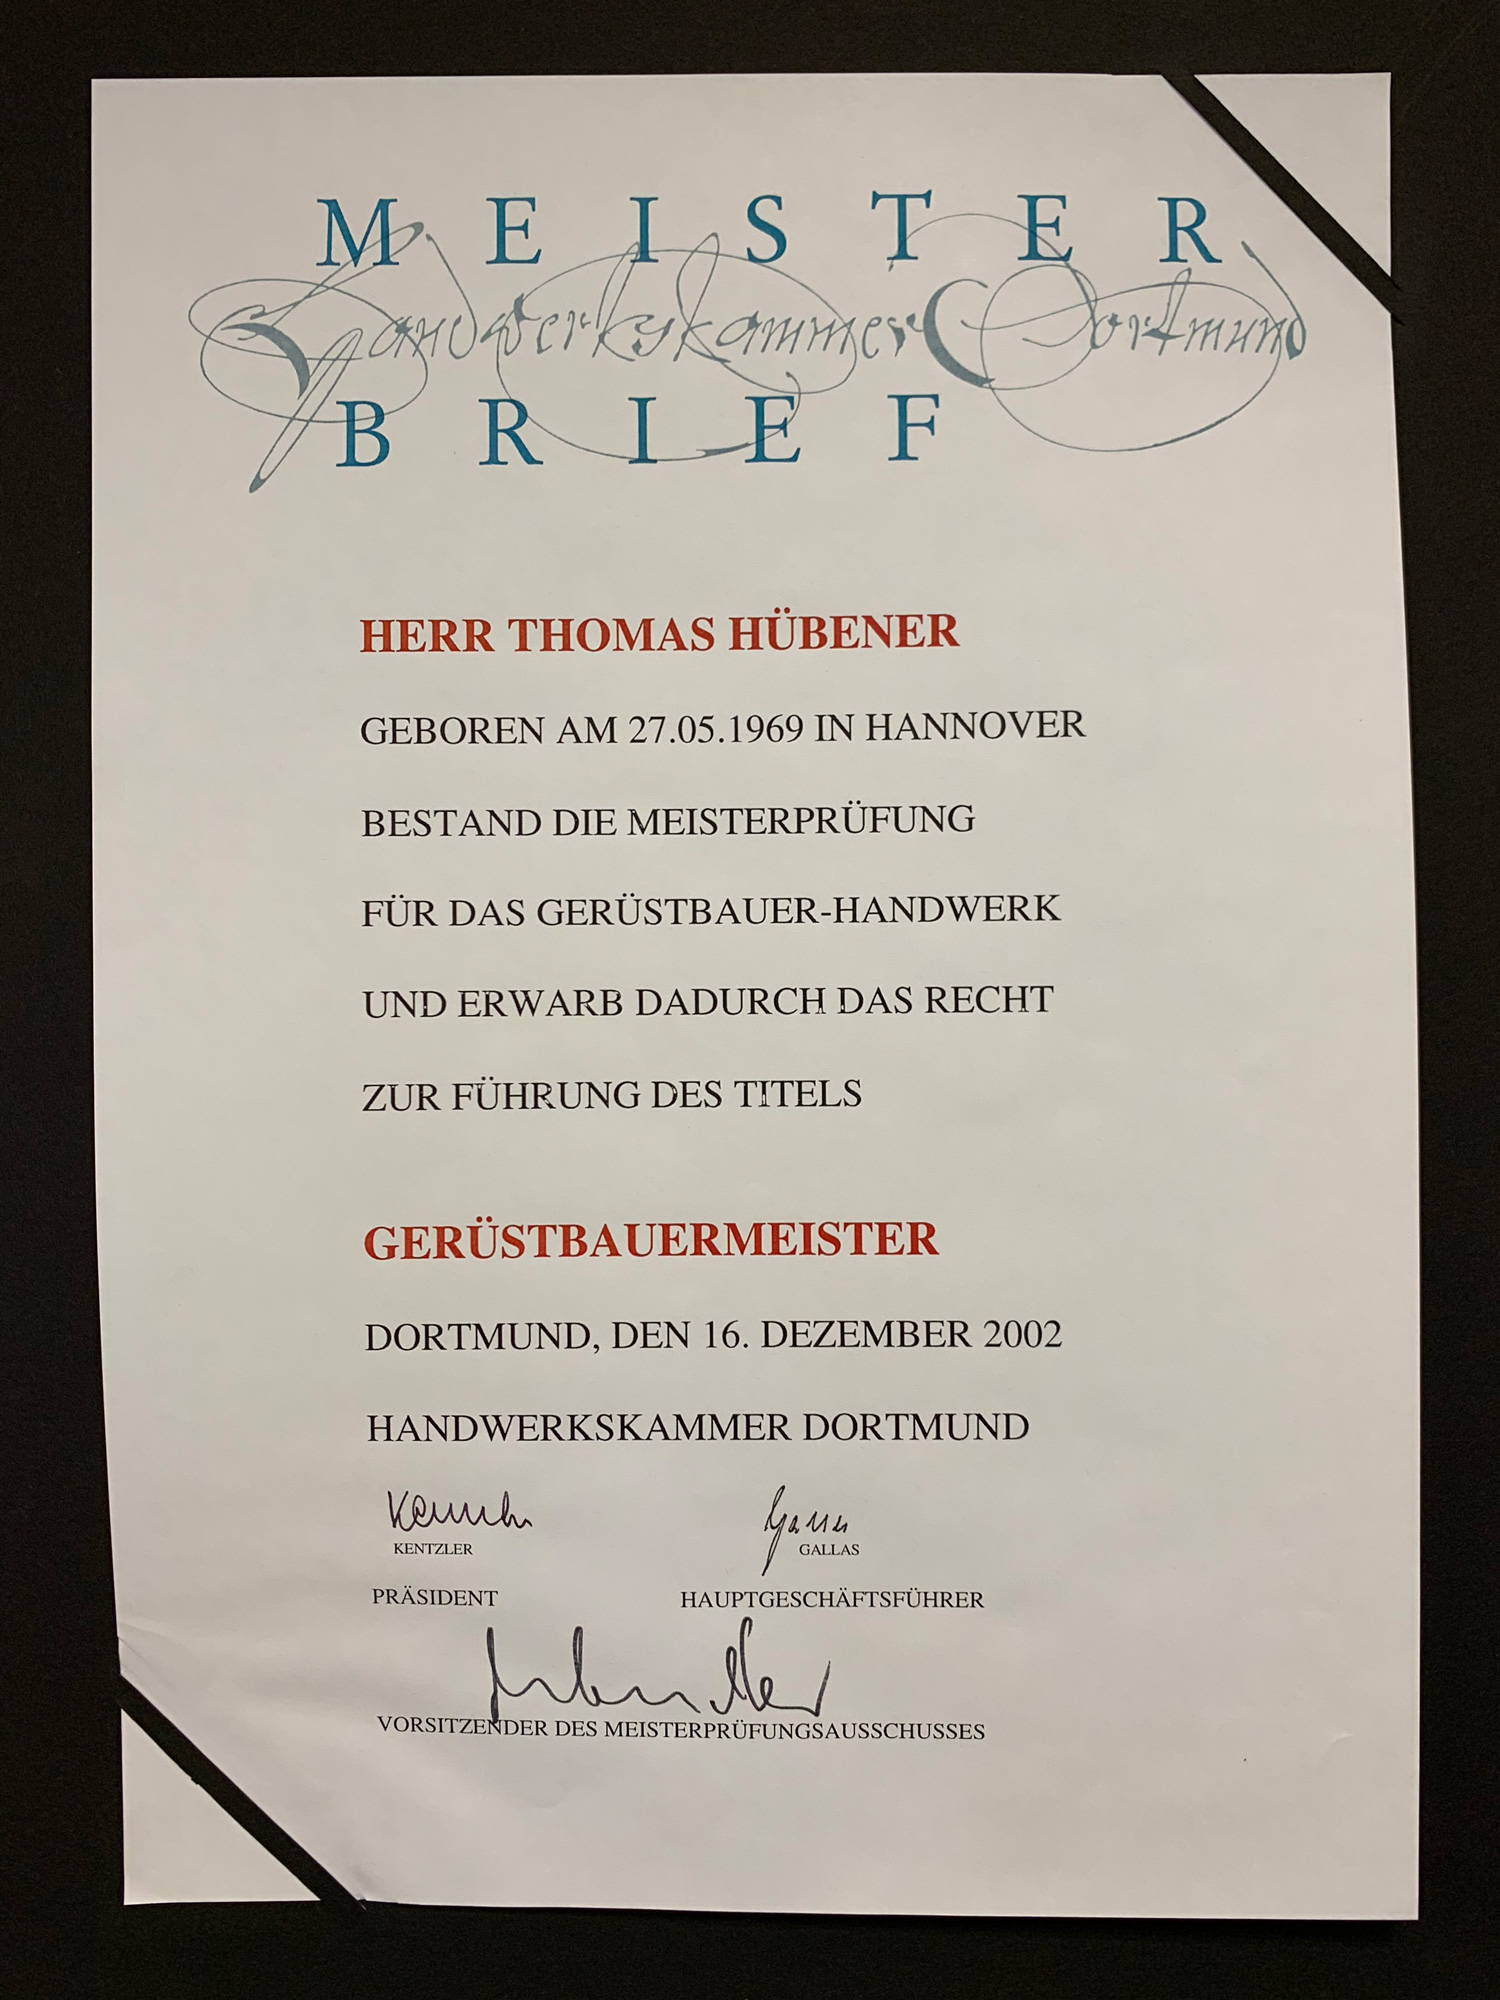 MEISTER
Handwerkskammer Dortmund
BRIEF
HERR THOMAS HÜBENER
GEBOREN AM 27.05.1969 IN HANNOVER
BESTAND DIE MEISTERPRÜFUNG
FÜR DAS GERÜSTBAUER-HANDWERK
UND ERWARB DADURCH DAS RECHT
ZUR FÜHRUNG DES TITELS
GERÜSTBAUERMEISTER
DORTMUND, DEN 16. DEZEMBER 2002
HANDWERKSKAMMER DORTMUND
KENTZLER GALLAS
PRÄSIDENT HAUPTGESCHÄFTSFÜHRER
VORSITZENDER DES MEISTERPRÜFUNGSAUSSCHUSSES